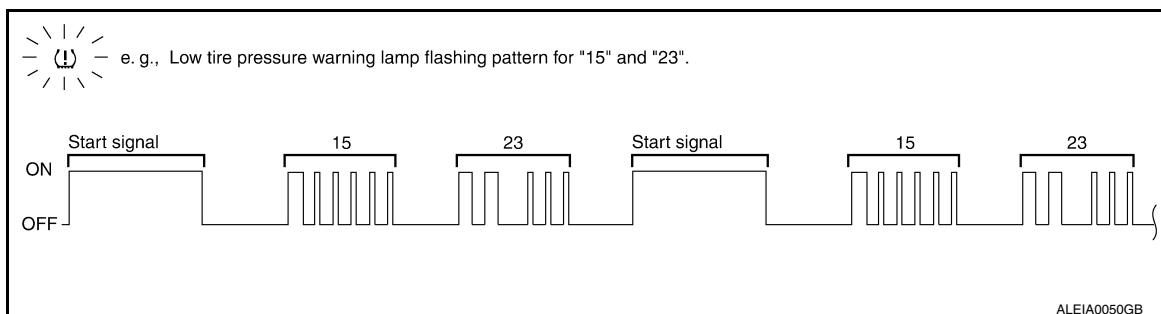 e. g., Low tire pressure warning lamp flashing pattern for "15" and "23".
Start signal 15 23 Start signal 15 23
ON
OFF
ALEIA0050GB